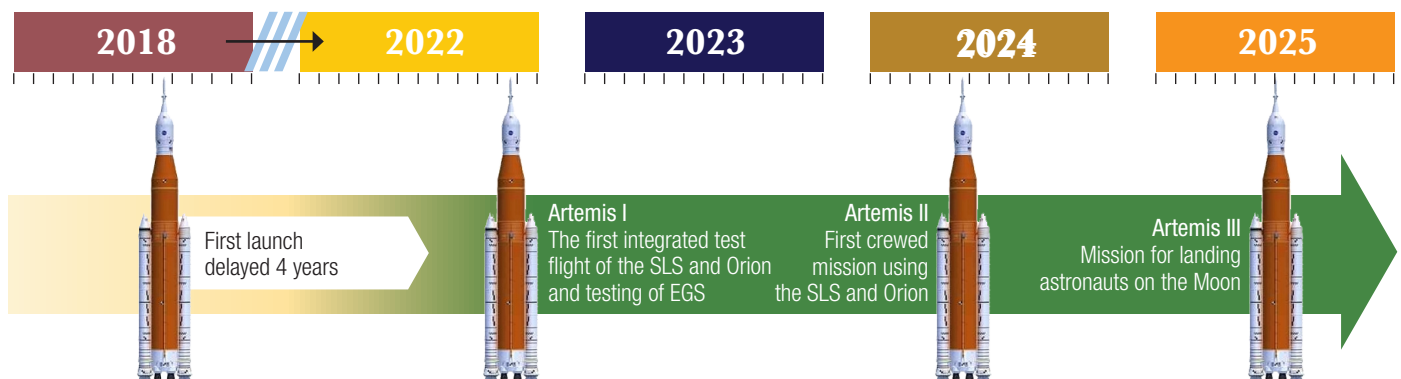 2018
2022
2023
2024
2025
First launch
delayed 4 years
Artemis I
The first integrated test
flight of the SLS and Orion
and testing of EGS
Artemis II
First crewed
mission using
the SLS and Orion
Artemis III
Mission for landing
astronauts on the Moon